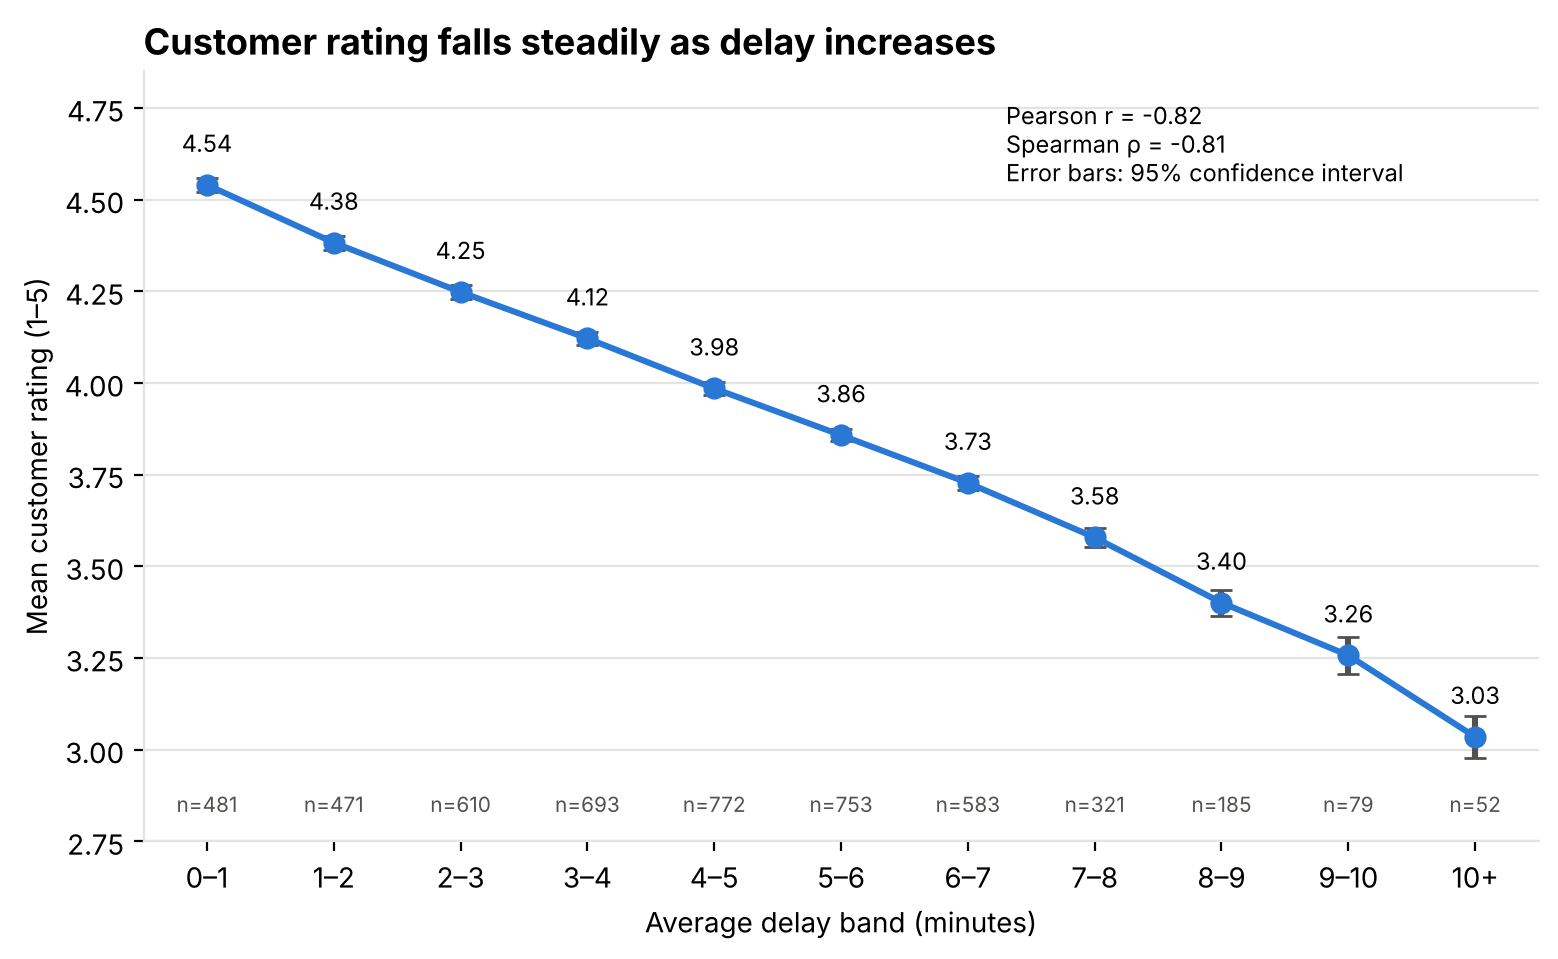 Customer rating falls steadily as delay increases
Pearson r = -0.82
Spearman ρ = -0.81
Error bars: 95% confidence interval
Mean customer rating (1–5)
4.75
4.50
4.25
4.00
3.75
3.50
3.25
3.00
2.75
4.54
4.38
4.25
4.12
3.98
3.86
3.73
3.58
3.40
3.26
3.03
n=481 n=471 n=610 n=693 n=772 n=753 n=583 n=321 n=185 n=79 n=52
0–1 1–2 2–3 3–4 4–5 5–6 6–7 7–8 8–9 9–10 10+
Average delay band (minutes)